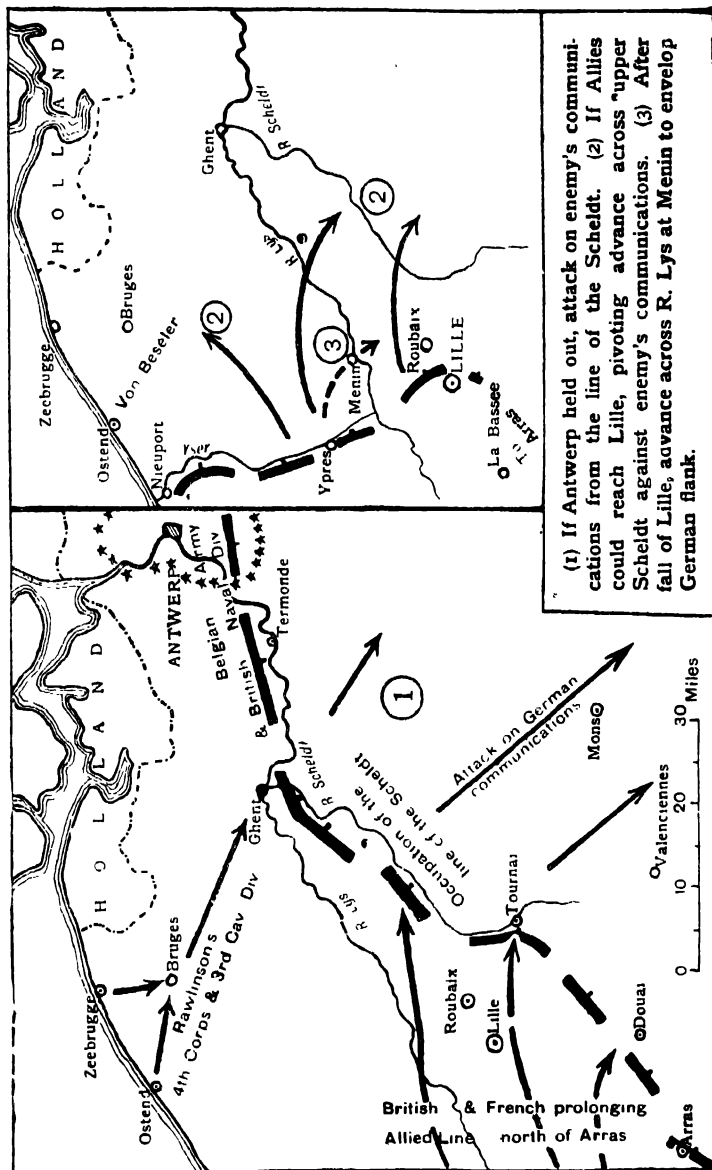 HOLLAND
Zeebrugge
Ostend
Bruges
Rawlinson's
4th Corps & 3rd Cav Div
Ghent
ANTWERP
Army
Div
Belgian
Naval
& British
Termonde
R Scheldt
R Lys
Occupation of the
line of the Scheldt
Attack on German
communications
1
Roubaix
Lille
Tournai
Mons
Valenciennes
Douai
Arras
British & French prolonging
Allied Line north of Arras
0 10 20 30 Miles
HOLLAND
Zeebrugge
Ostend
Von Beseler
Bruges
Nieuport
Yser
Ghent
R Scheldt
R Lys
2
2
3
Ypres
Menin
Roubaix
LILLE
La Bassee
To
Arras
(1) If Antwerp held out, attack on enemy's communi-
cations from the line of the Scheldt. (2) If Allies
could reach Lille, pivoting advance across "upper
Scheldt against enemy's communications. (3) After
fall of Lille, advance across R. Lys at Menin to envelop
German flank.